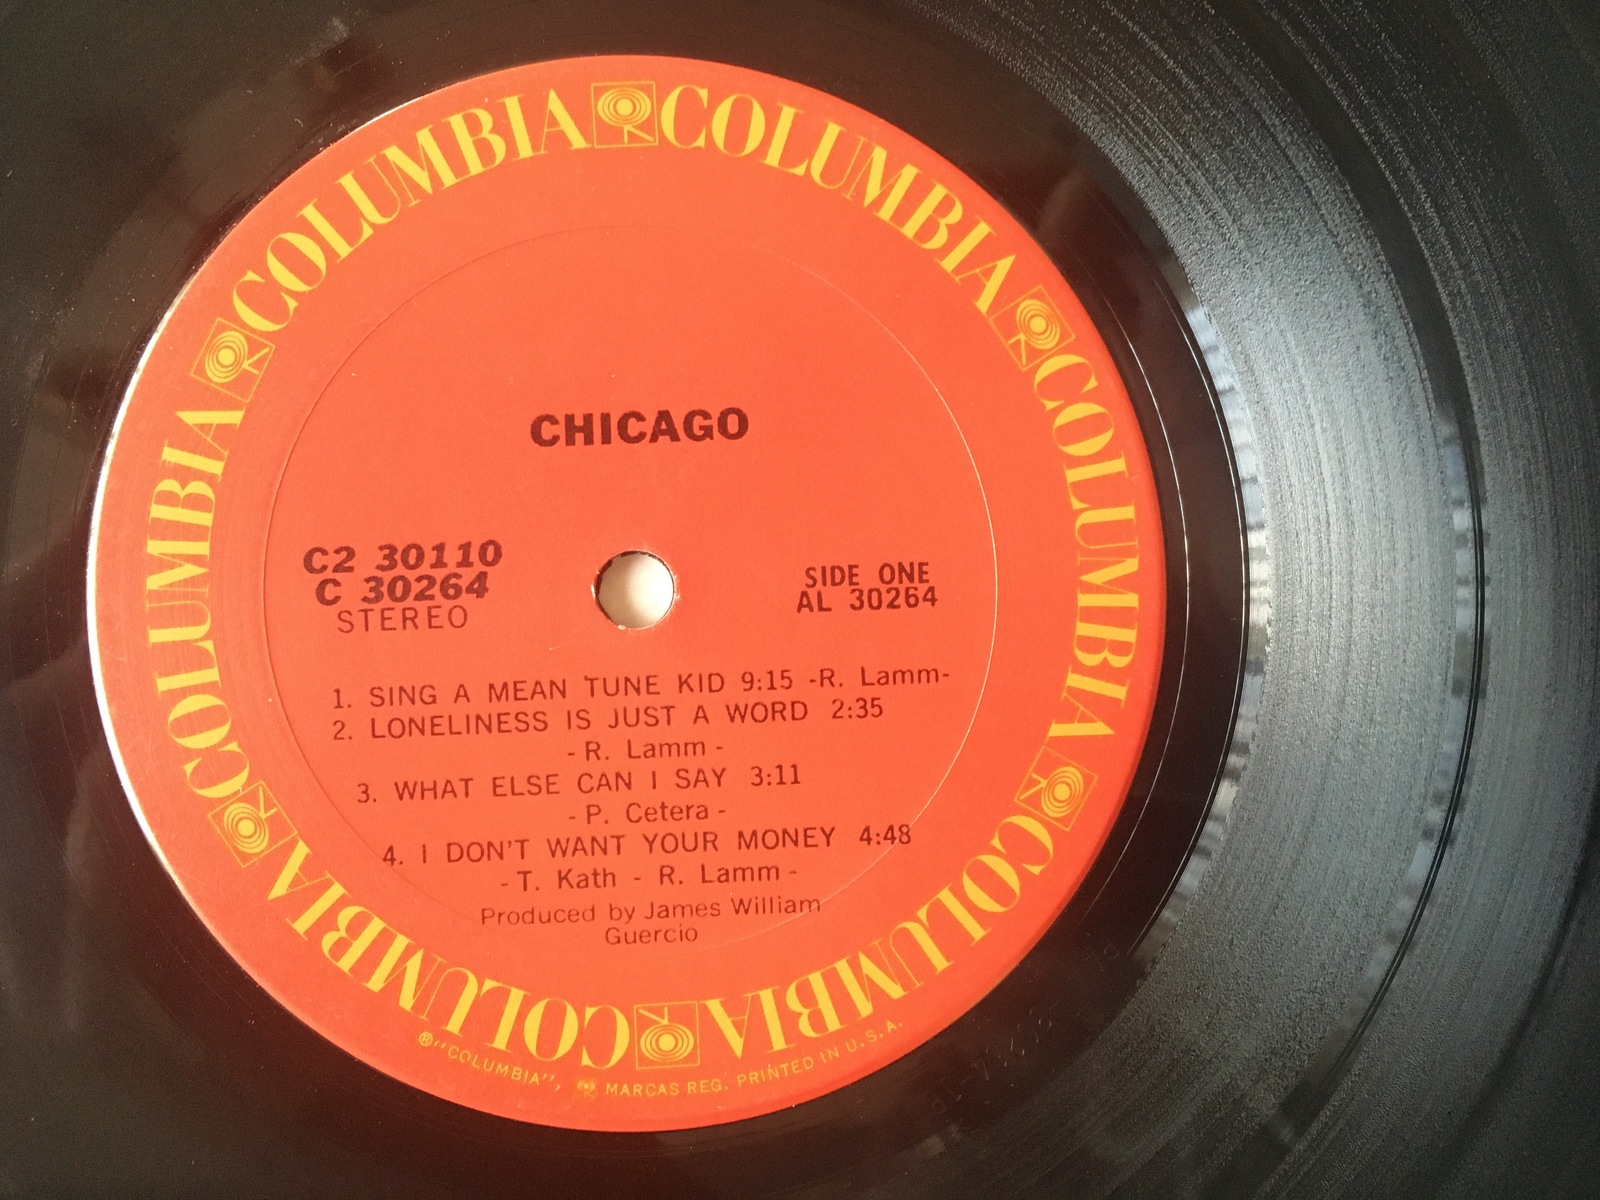 COLUMBIA COLUMBIA COLUMBIA COLUMBIA COLUMBIA COLUMBIA
CHICAGO
C2 30110
C 30264
STEREO
SIDE ONE
AL 30264
1. SING A MEAN TUNE KID 9:15 -R. Lamm-
2. LONELINESS IS JUST A WORD 2:35
- R. Lamm -
3. WHAT ELSE CAN I SAY 3:11
- P. Cetera -
4. I DON'T WANT YOUR MONEY 4:48
- T. Kath - R. Lamm -
Produced by James William
Guercio
®"COLUMBIA", MARCAS REG. PRINTED IN U.S.A.